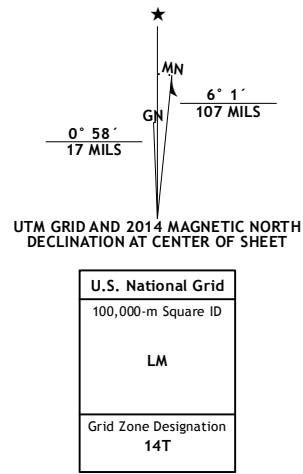 ★
MN
GN
6° 1´
107 MILS
0° 58´
17 MILS
UTM GRID AND 2014 MAGNETIC NORTH
DECLINATION AT CENTER OF SHEET
U.S. National Grid
100,000-m Square ID
LM
Grid Zone Designation
14T